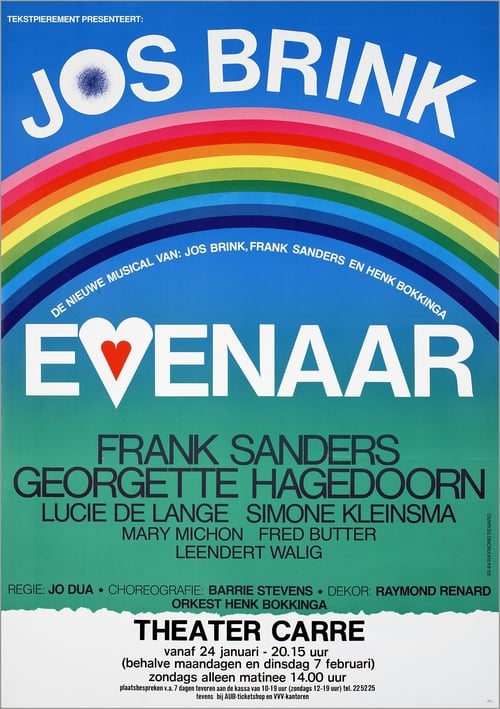 TEKSTPIEREMENT PRESENTEERT:
JOS BRINK
DE NIEUWE MUSICAL VAN: JOS BRINK, FRANK SANDERS EN HENK BOKKINGA
EVENAAR
FRANK SANDERS
GEORGETTE HAGEDOORN
LUCIE DE LANGE SIMONE KLEINSMA
MARY MICHON FRED BUTTER
LEENDERT WALIG
83-84 RAYMOND RENARD
REGIE: JO DUA • CHOREOGRAFIE: BARRIE STEVENS • DEKOR: RAYMOND RENARD
ORKEST HENK BOKKINGA
THEATER CARRE
vanaf 24 januari - 20.15 uur
(behalve maandagen en dinsdag 7 februari)
zondags alleen matinee 14.00 uur
plaatsbespreken v.a. 7 dagen tevoren aan de kassa van 10-19 uur (zondags 12-19 uur) tel. 225225
tevens bij AUB-ticketshop en VVV-kantoren